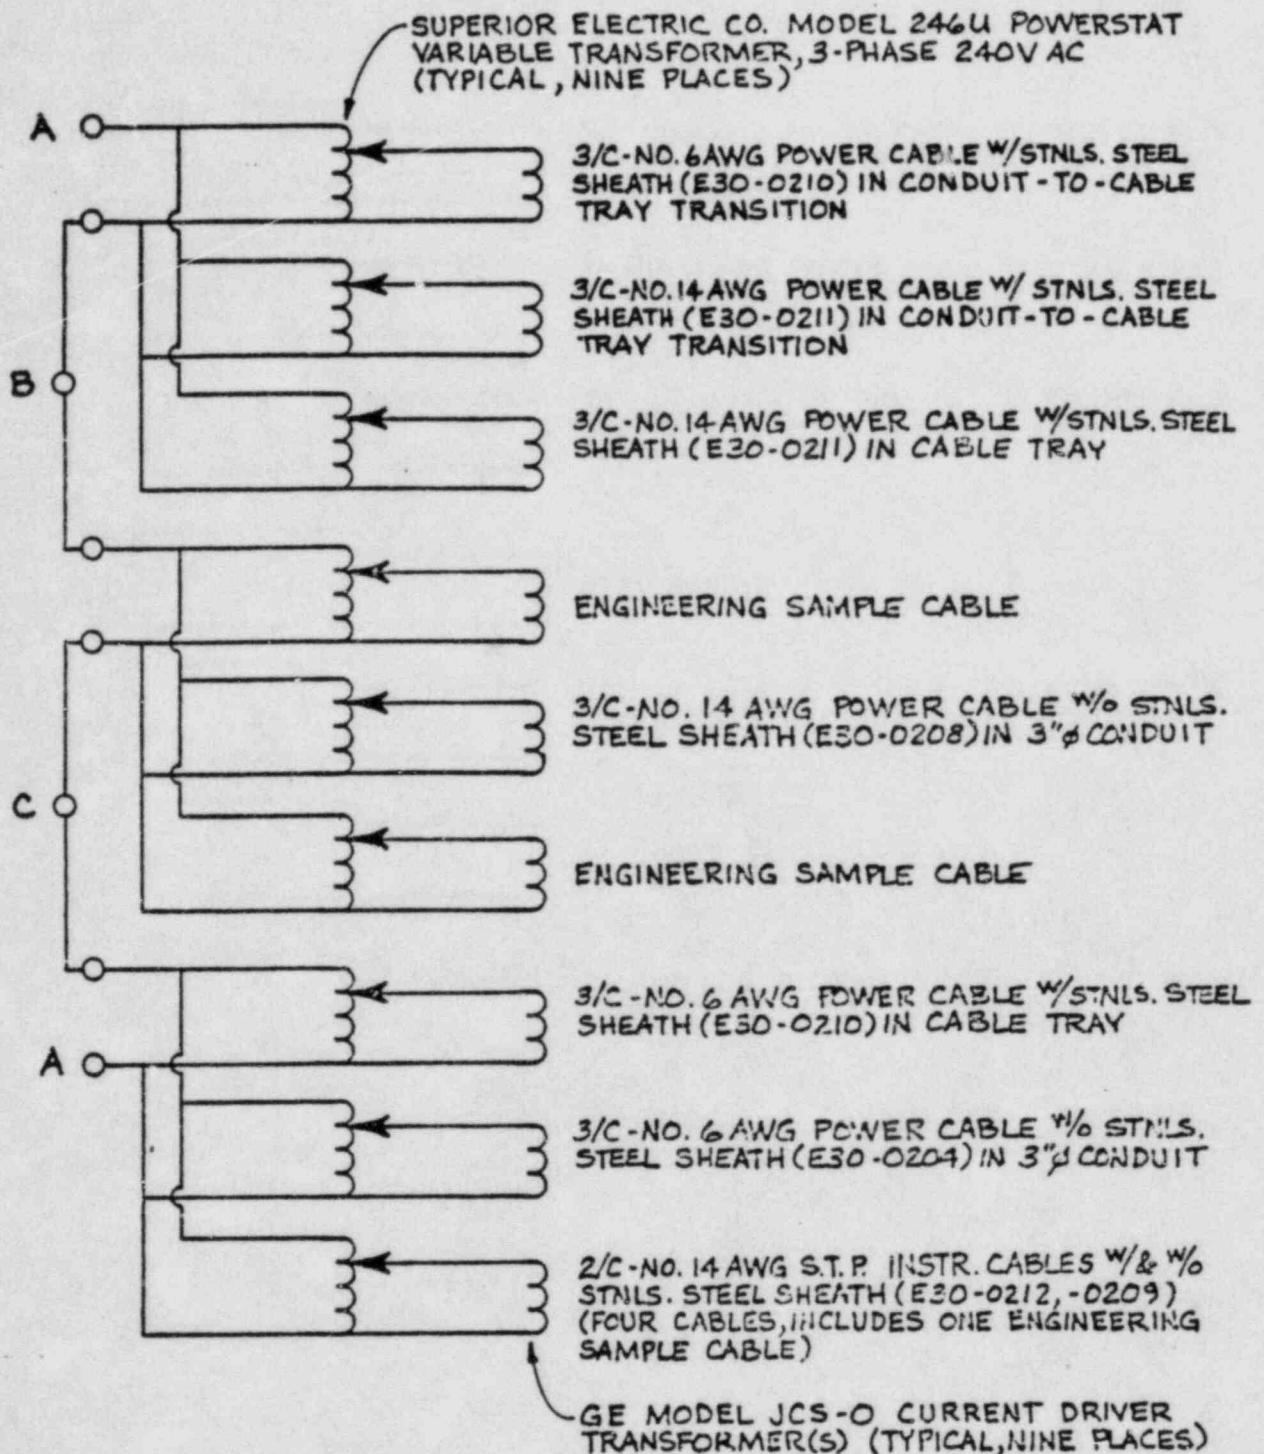 SUPERIOR ELECTRIC CO. MODEL 246U POWERSTAT
VARIABLE TRANSFORMER, 3-PHASE 240V AC
(TYPICAL, NINE PLACES)
A
3/C-NO. 6 AWG POWER CABLE W/STNLS. STEEL
SHEATH (E30-0210) IN CONDUIT-TO-CABLE
TRAY TRANSITION
3/C-NO. 14 AWG POWER CABLE W/ STNLS. STEEL
SHEATH (E30-0211) IN CONDUIT-TO-CABLE
TRAY TRANSITION
B
3/C-NO. 14 AWG POWER CABLE W/STNLS. STEEL
SHEATH (E30-0211) IN CABLE TRAY
ENGINEERING SAMPLE CABLE
3/C-NO. 14 AWG POWER CABLE W/O STNLS.
STEEL SHEATH (E30-0208) IN 3"ø CONDUIT
C
ENGINEERING SAMPLE CABLE
3/C-NO. 6 AWG POWER CABLE W/STNLS. STEEL
SHEATH (E30-0210) IN CABLE TRAY
A
3/C-NO. 6 AWG POWER CABLE W/O STNLS.
STEEL SHEATH (E30-0204) IN 3"ø CONDUIT
2/C-NO. 14 AWG S.T.P. INSTR. CABLES W/& W/O
STNLS. STEEL SHEATH (E30-0212, -0209)
(FOUR CABLES, INCLUDES ONE ENGINEERING
SAMPLE CABLE)
GE MODEL JCS-O CURRENT DRIVER
TRANSFORMER(S) (TYPICAL, NINE PLACES)